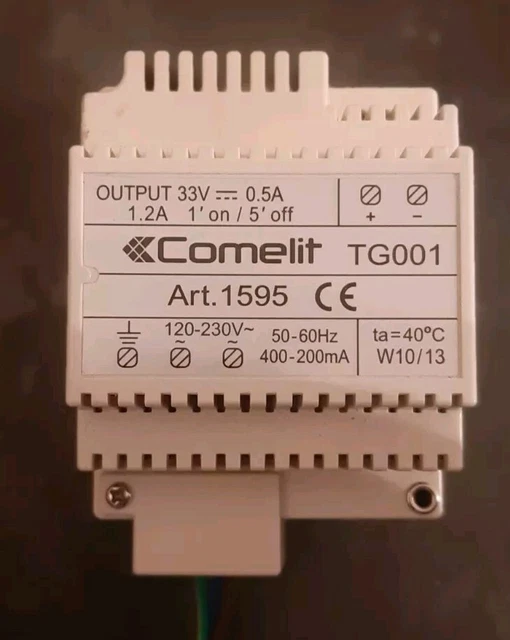 OUTPUT 33V ⎓ 0.5A
1.2A 1′ on / 5′ off
+ −
Comelit TG001
Art.1595 CE
120-230V~
~ ~
50-60Hz
400-200mA
ta=40°C
W10/13